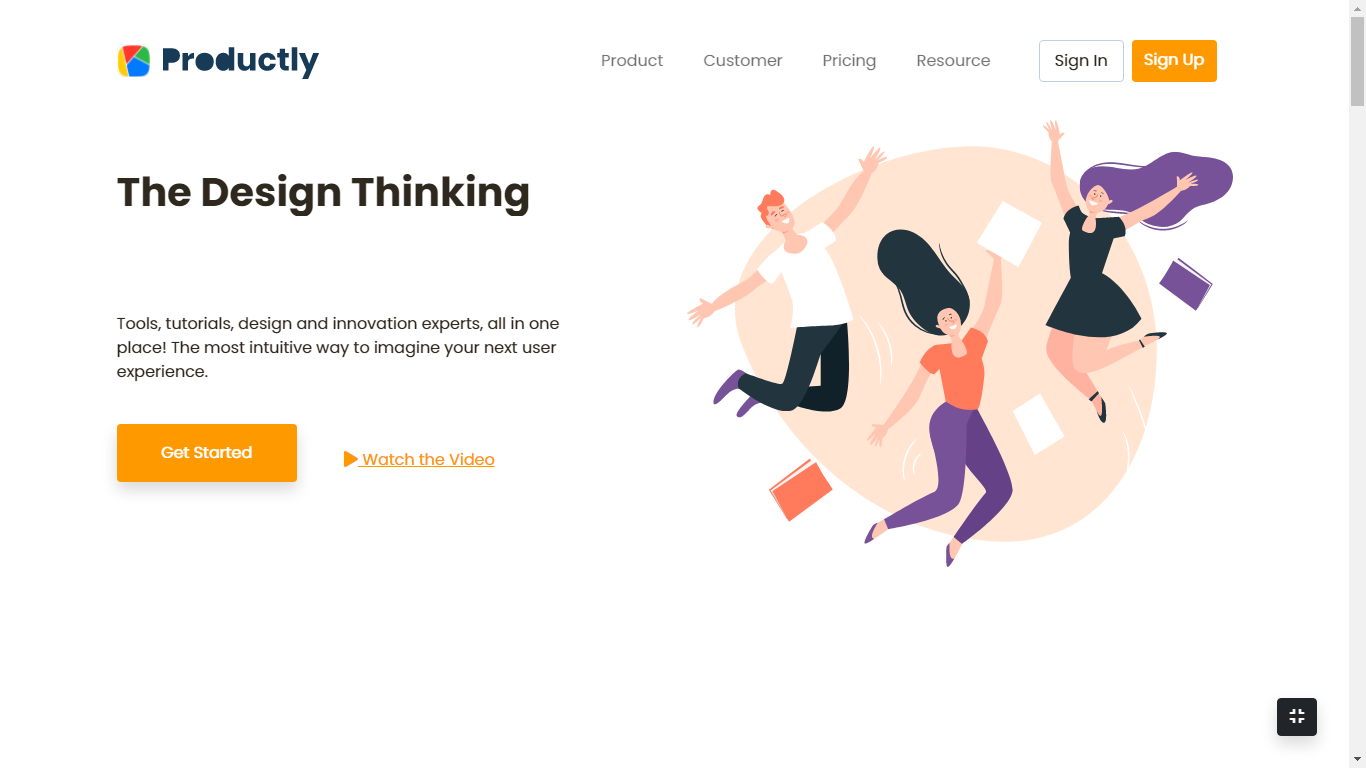 Productly
Product Customer Pricing Resource Sign In Sign Up
The Design Thinking
Tools, tutorials, design and innovation experts, all in one
place! The most intuitive way to imagine your next user
experience.
Get Started
Watch the Video